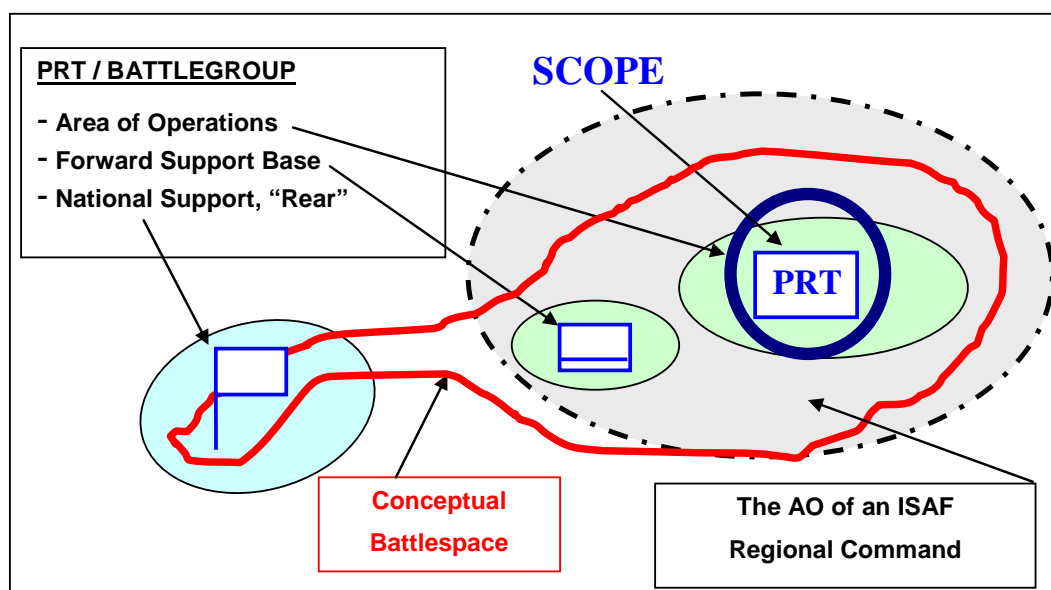 PRT / BATTLEGROUP
- Area of Operations
- Forward Support Base
- National Support, “Rear”
SCOPE
PRT
Conceptual
Battlespace
The AO of an ISAF
Regional Command